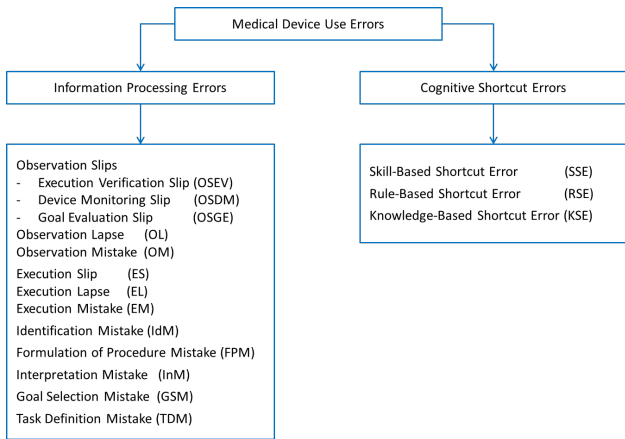 Medical Device Use Errors
Information Processing Errors
Cognitive Shortcut Errors
Observation Slips
- Execution Verification Slip (OSEV)
- Device Monitoring Slip (OSDM)
- Goal Evaluation Slip (OSGE)
Observation Lapse (OL)
Observation Mistake (OM)
Execution Slip (ES)
Execution Lapse (EL)
Execution Mistake (EM)
Identification Mistake (IdM)
Formulation of Procedure Mistake (FPM)
Interpretation Mistake (InM)
Goal Selection Mistake (GSM)
Task Definition Mistake (TDM)
Skill-Based Shortcut Error (SSE)
Rule-Based Shortcut Error (RSE)
Knowledge-Based Shortcut Error (KSE)